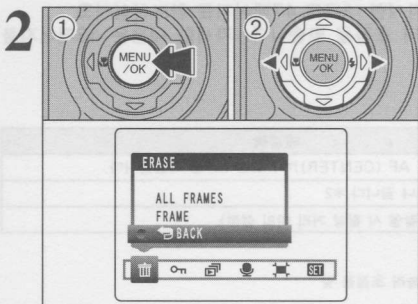 2
① ②
MENU
/OK
MENU
/OK
ERASE
ALL FRAMES
FRAME
BACK
SET